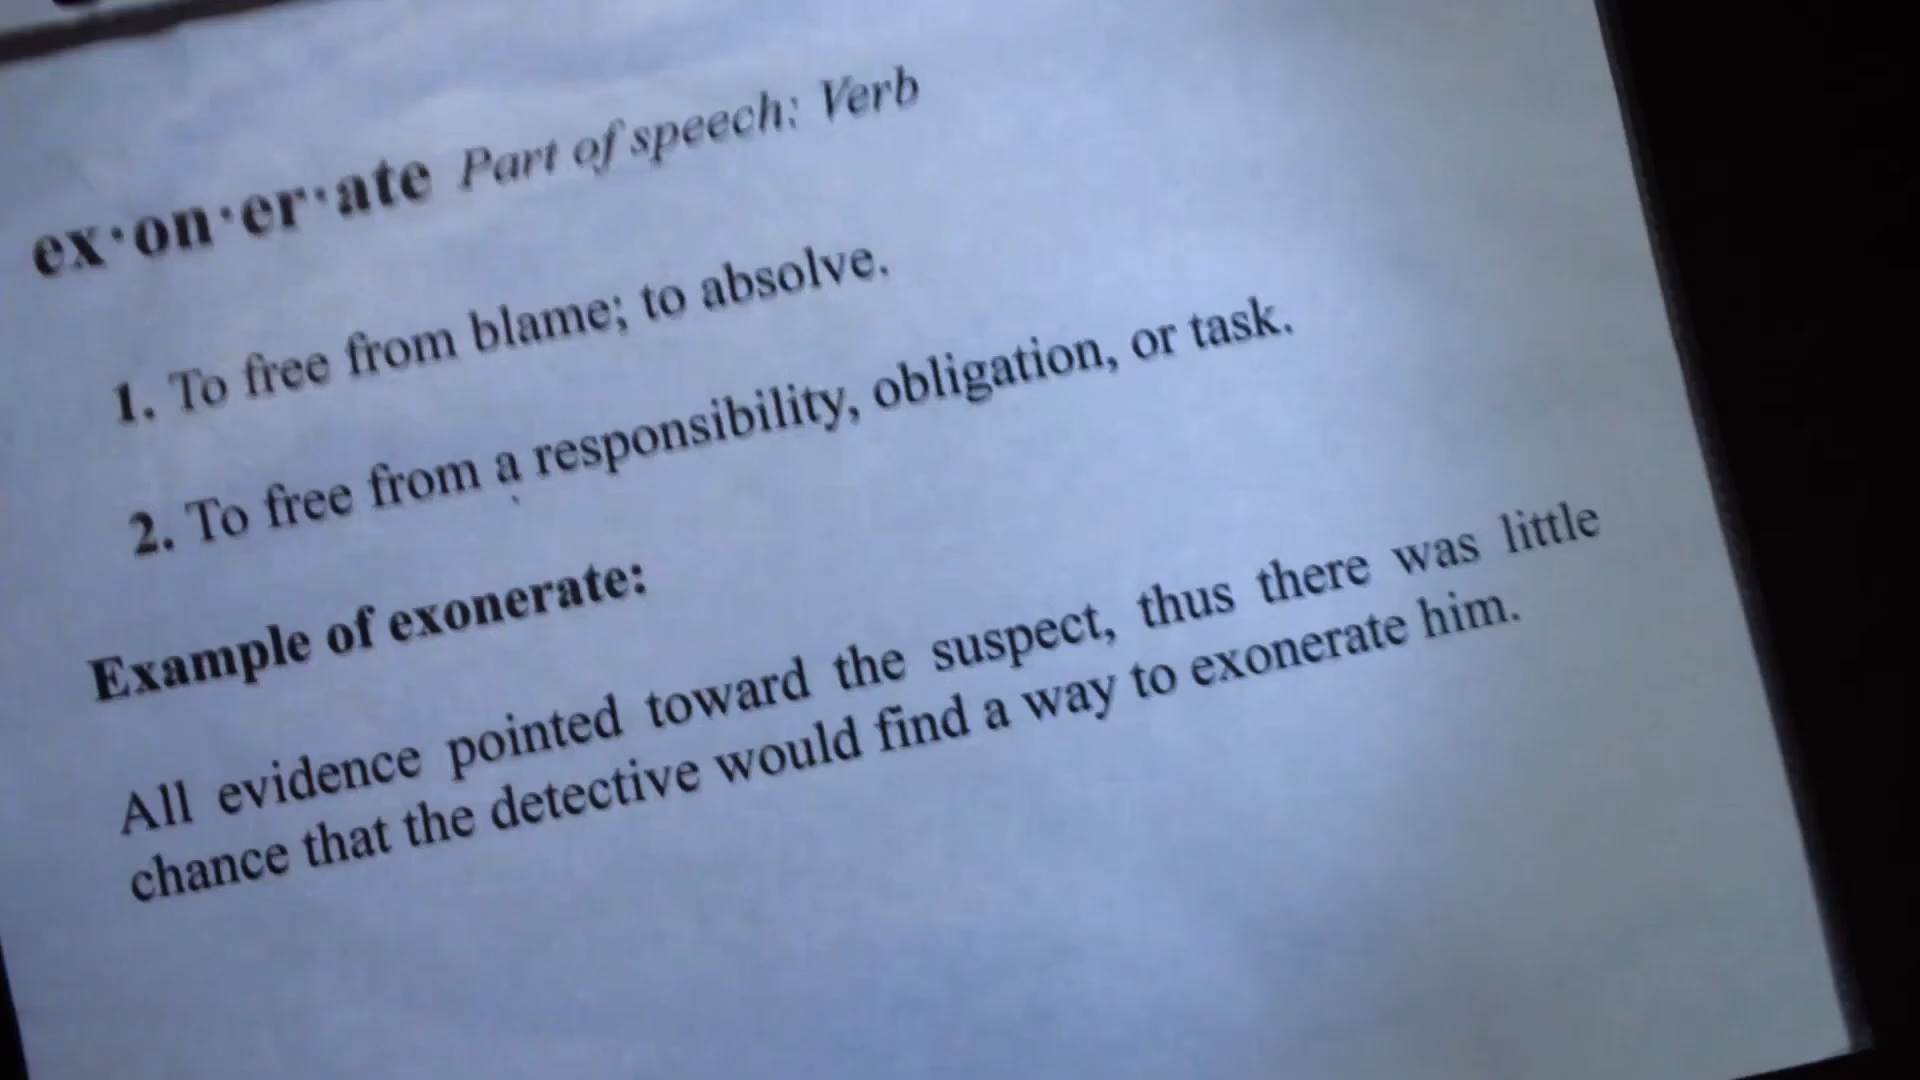 ex·on·er·ate Part of speech: Verb
1. To free from blame; to absolve.
2. To free from a responsibility, obligation, or task.
Example of exonerate:
All evidence pointed toward the suspect, thus there was little
chance that the detective would find a way to exonerate him.